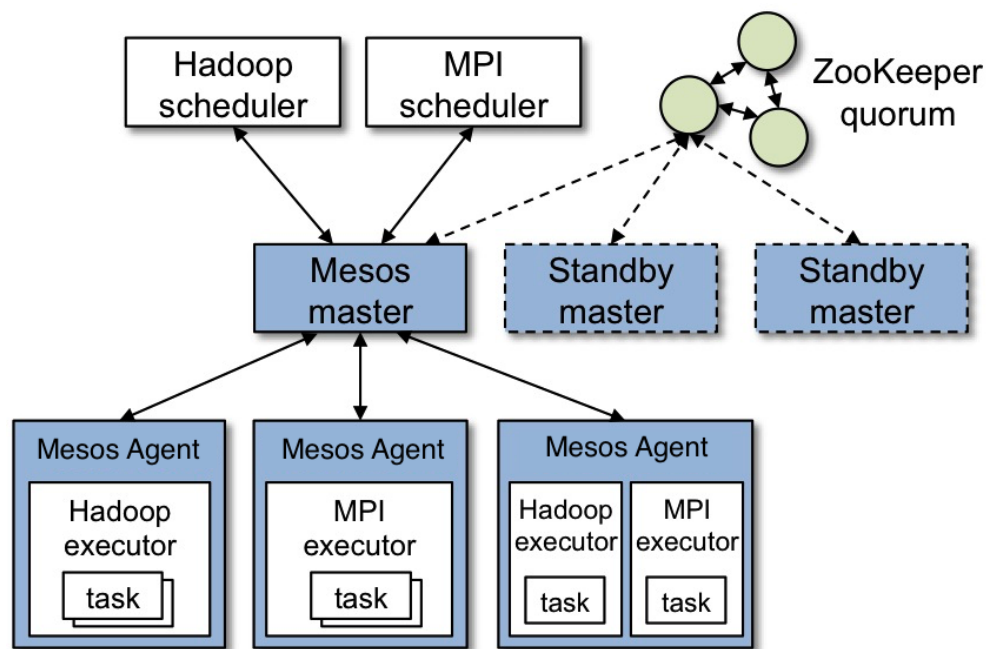 Hadoop
scheduler
MPI
scheduler
ZooKeeper
quorum
Mesos
master
Standby
master
Standby
master
Mesos Agent
Hadoop
executor
task
Mesos Agent
MPI
executor
task
Mesos Agent
Hadoop
executor
task
MPI
executor
task